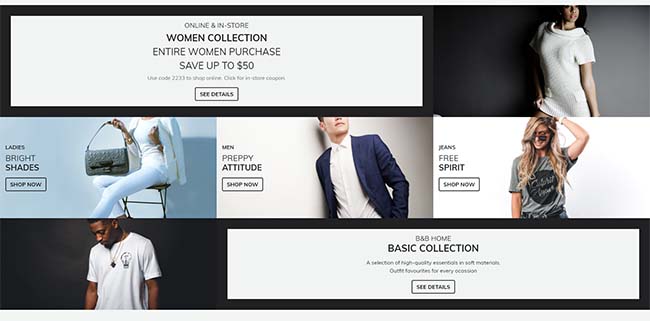 ONLINE & IN-STORE
WOMEN COLLECTION
ENTIRE WOMEN PURCHASE
SAVE UP TO $50
Use code 2233 to shop online. Click for in-store coupon
SEE DETAILS
LADIES
BRIGHT
SHADES
SHOP NOW
MEN
PREPPY
ATTITUDE
SHOP NOW
JEANS
FREE
SPIRIT
SHOP NOW
B&B HOME
BASIC COLLECTION
A selection of high-quality essentials in soft materials.
Outfit favourites for every ocassion
SEE DETAILS